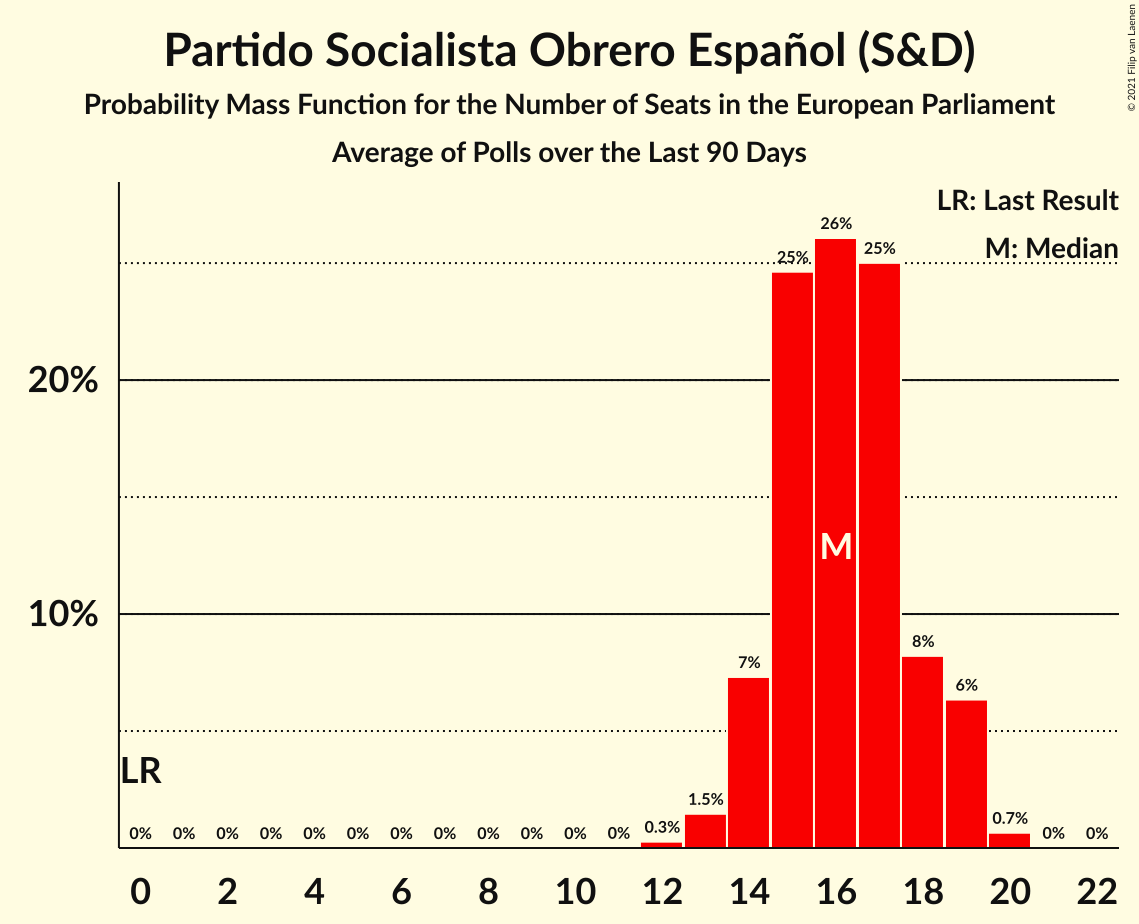 Partido Socialista Obrero Español (S&D)
Probability Mass Function for the Number of Seats in the European Parliament
Average of Polls over the Last 90 Days
© 2021 Filip van Laenen
LR: Last Result
M: Median
26%
25%
25%
20%
M
10%
8%
7%
6%
LR
1.5%
0.7%
0.3%
0% 0% 0% 0% 0% 0% 0% 0% 0% 0% 0% 0% 0% 0%
0 2 4 6 8 10 12 14 16 18 20 22